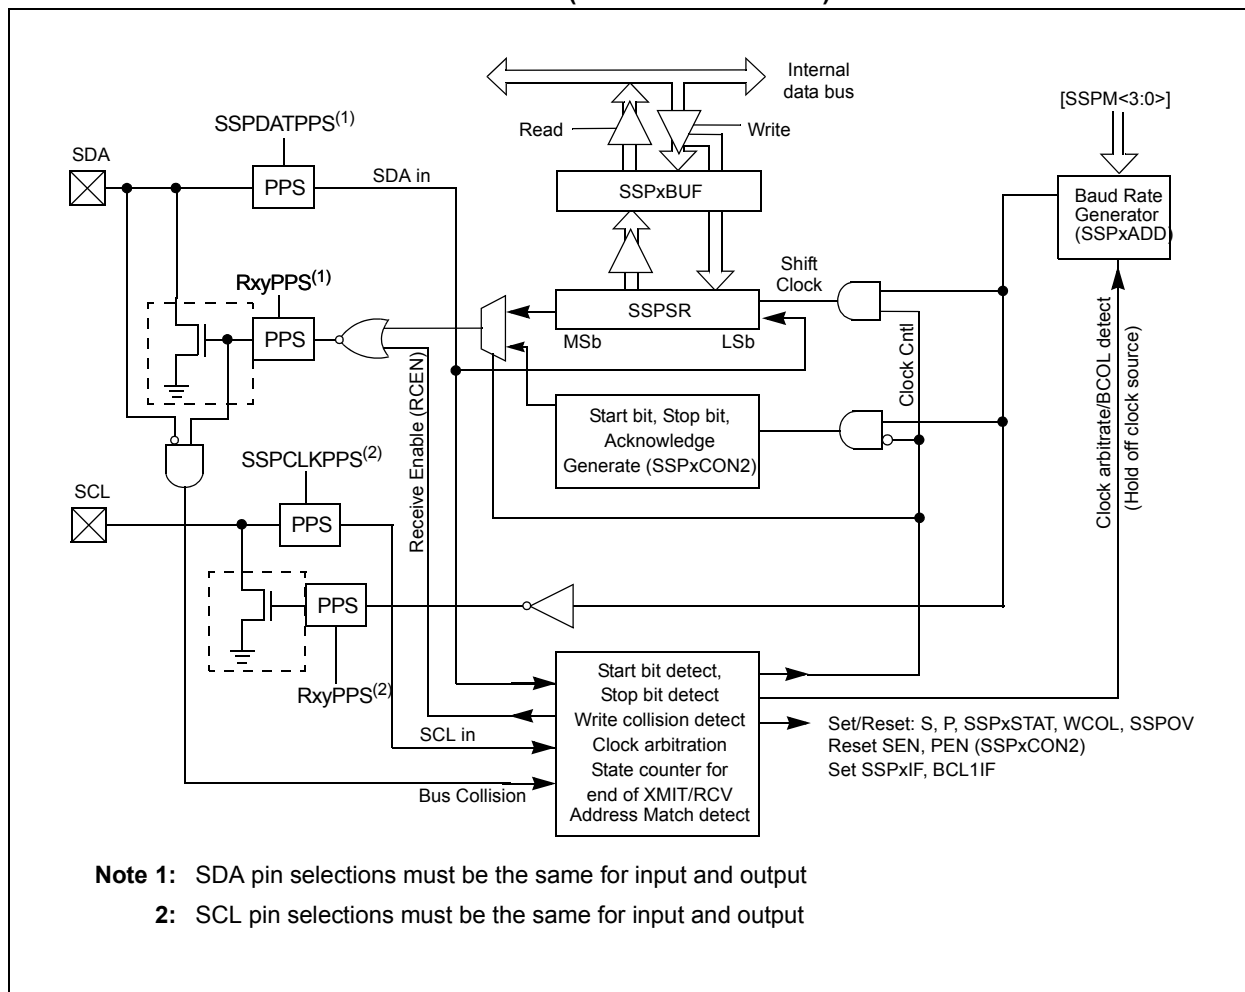 Internal
data bus
[SSPM<3:0>]
SSPDATPPS(1)
Read
Write
SDA
PPS
SDA in
SSPxBUF
Baud Rate
Generator
(SSPxADD)
Shift
Clock
RxyPPS(1)
SSPSR
PPS
MSb
LSb
Clock Cntl
Receive Enable (RCEN)
Clock arbitrate/BCOL detect
(Hold off clock source)
Start bit, Stop bit,
Acknowledge
Generate (SSPxCON2)
SSPCLKPPS(2)
SCL
PPS
PPS
RxyPPS(2)
SCL in
Bus Collision
Start bit detect,
Stop bit detect
Write collision detect
Clock arbitration
State counter for
end of XMIT/RCV
Address Match detect
Set/Reset: S, P, SSPxSTAT, WCOL, SSPOV
Reset SEN, PEN (SSPxCON2)
Set SSPxIF, BCL1IF
Note 1: SDA pin selections must be the same for input and output
2: SCL pin selections must be the same for input and output